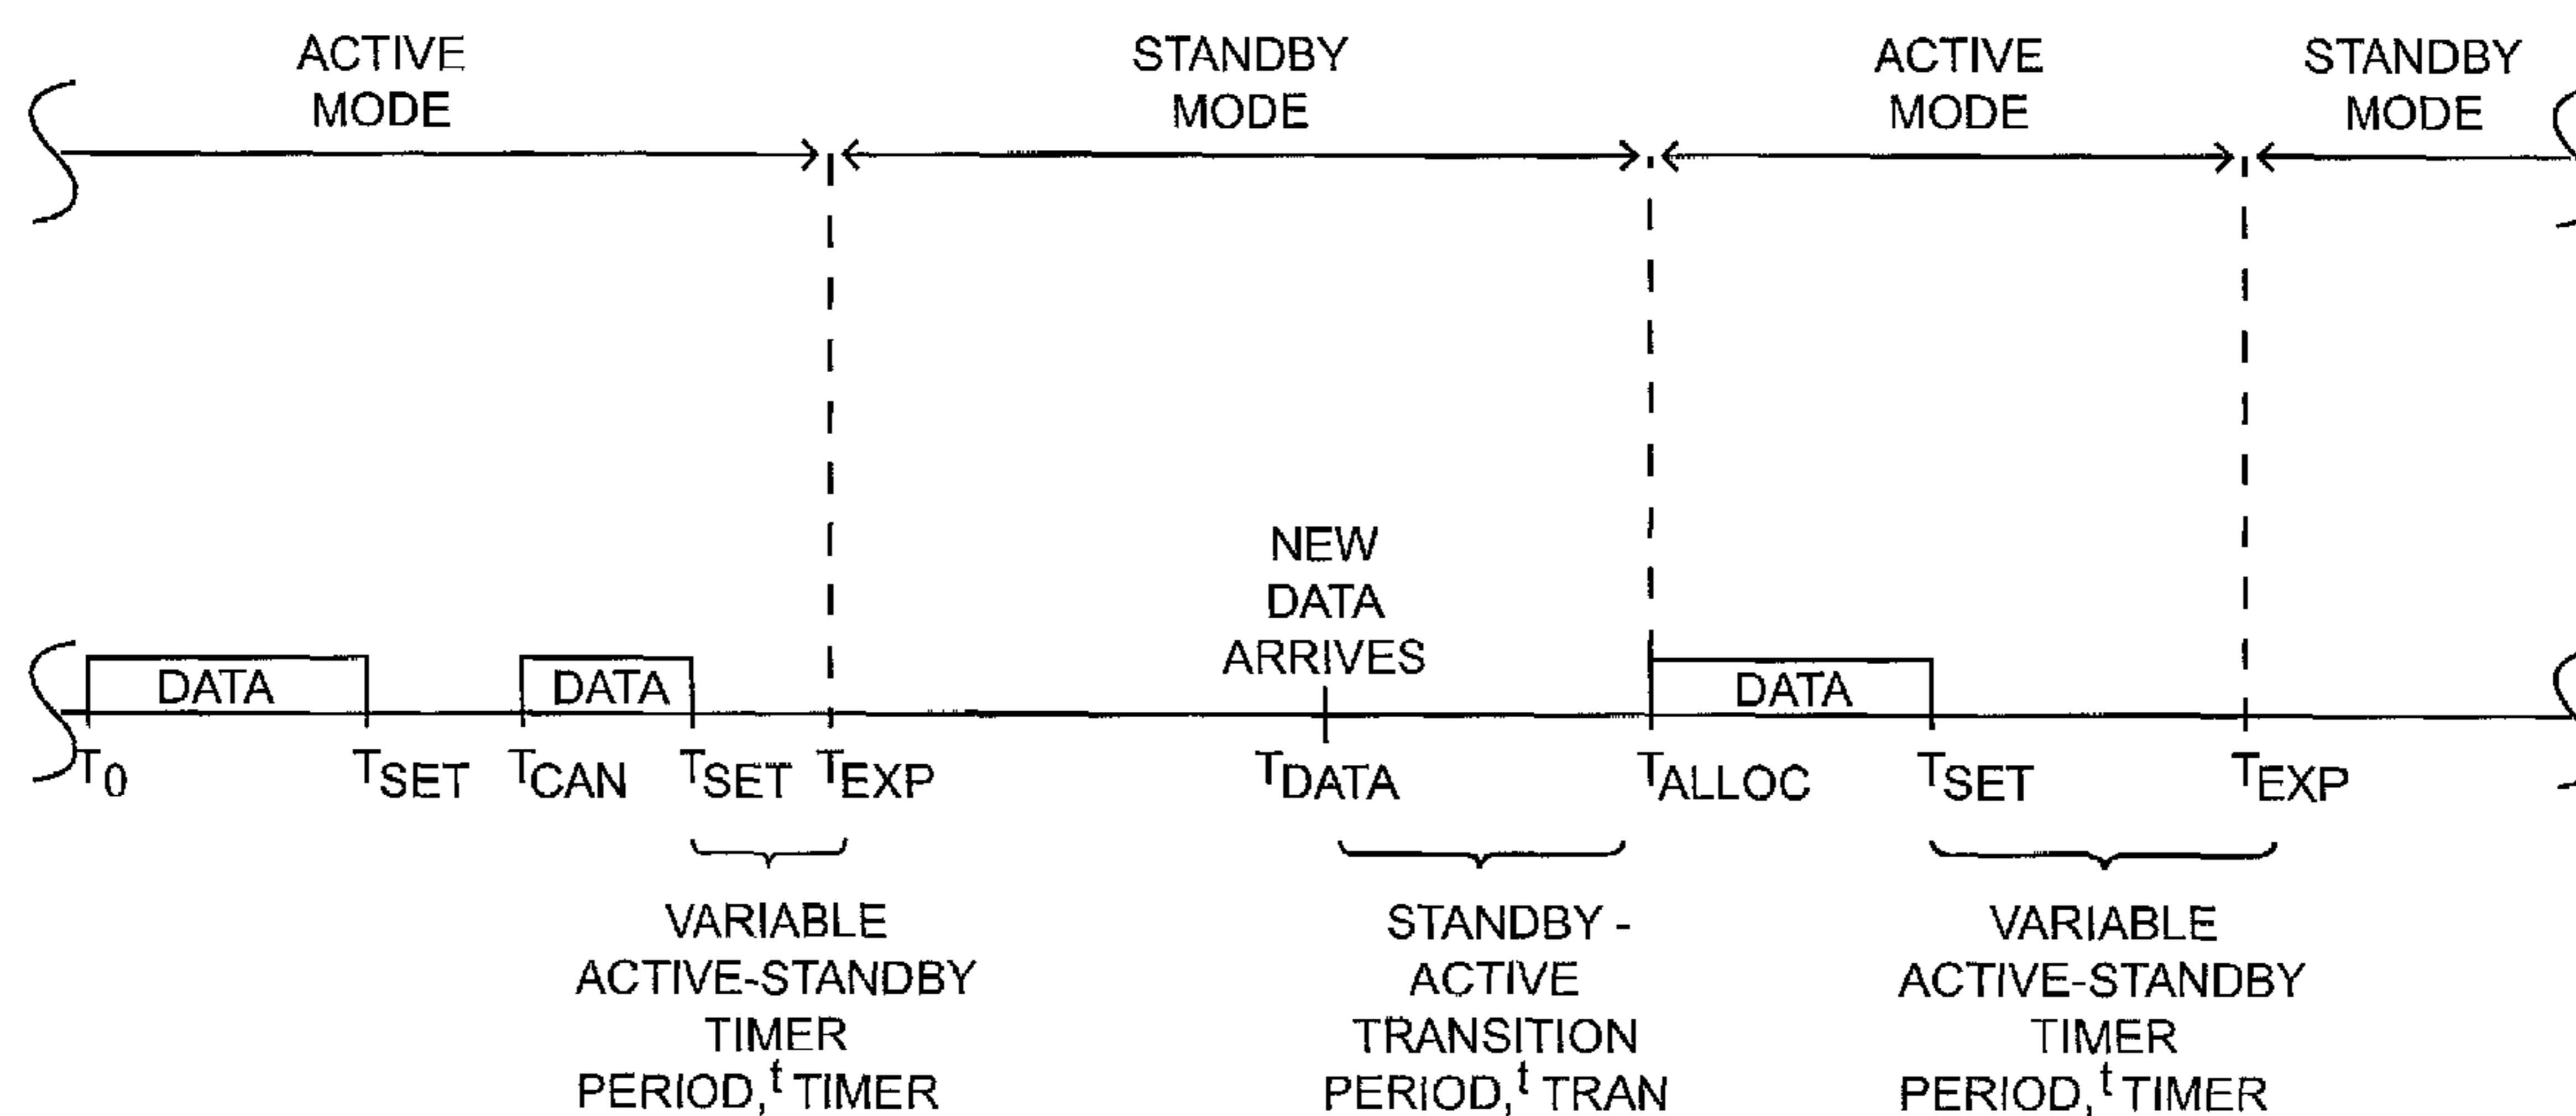 ACTIVE
MODE
STANDBY
MODE
ACTIVE
MODE
STANDBY
MODE
NEW
DATA
ARRIVES
DATA
DATA
DATA
T0
TSET
TCAN
TSET
TEXP
TDATA
TALLOC
TSET
TEXP
VARIABLE
ACTIVE-STANDBY
TIMER
PERIOD, t TIMER
STANDBY -
ACTIVE
TRANSITION
PERIOD, t TRAN
VARIABLE
ACTIVE-STANDBY
TIMER
PERIOD, t TIMER